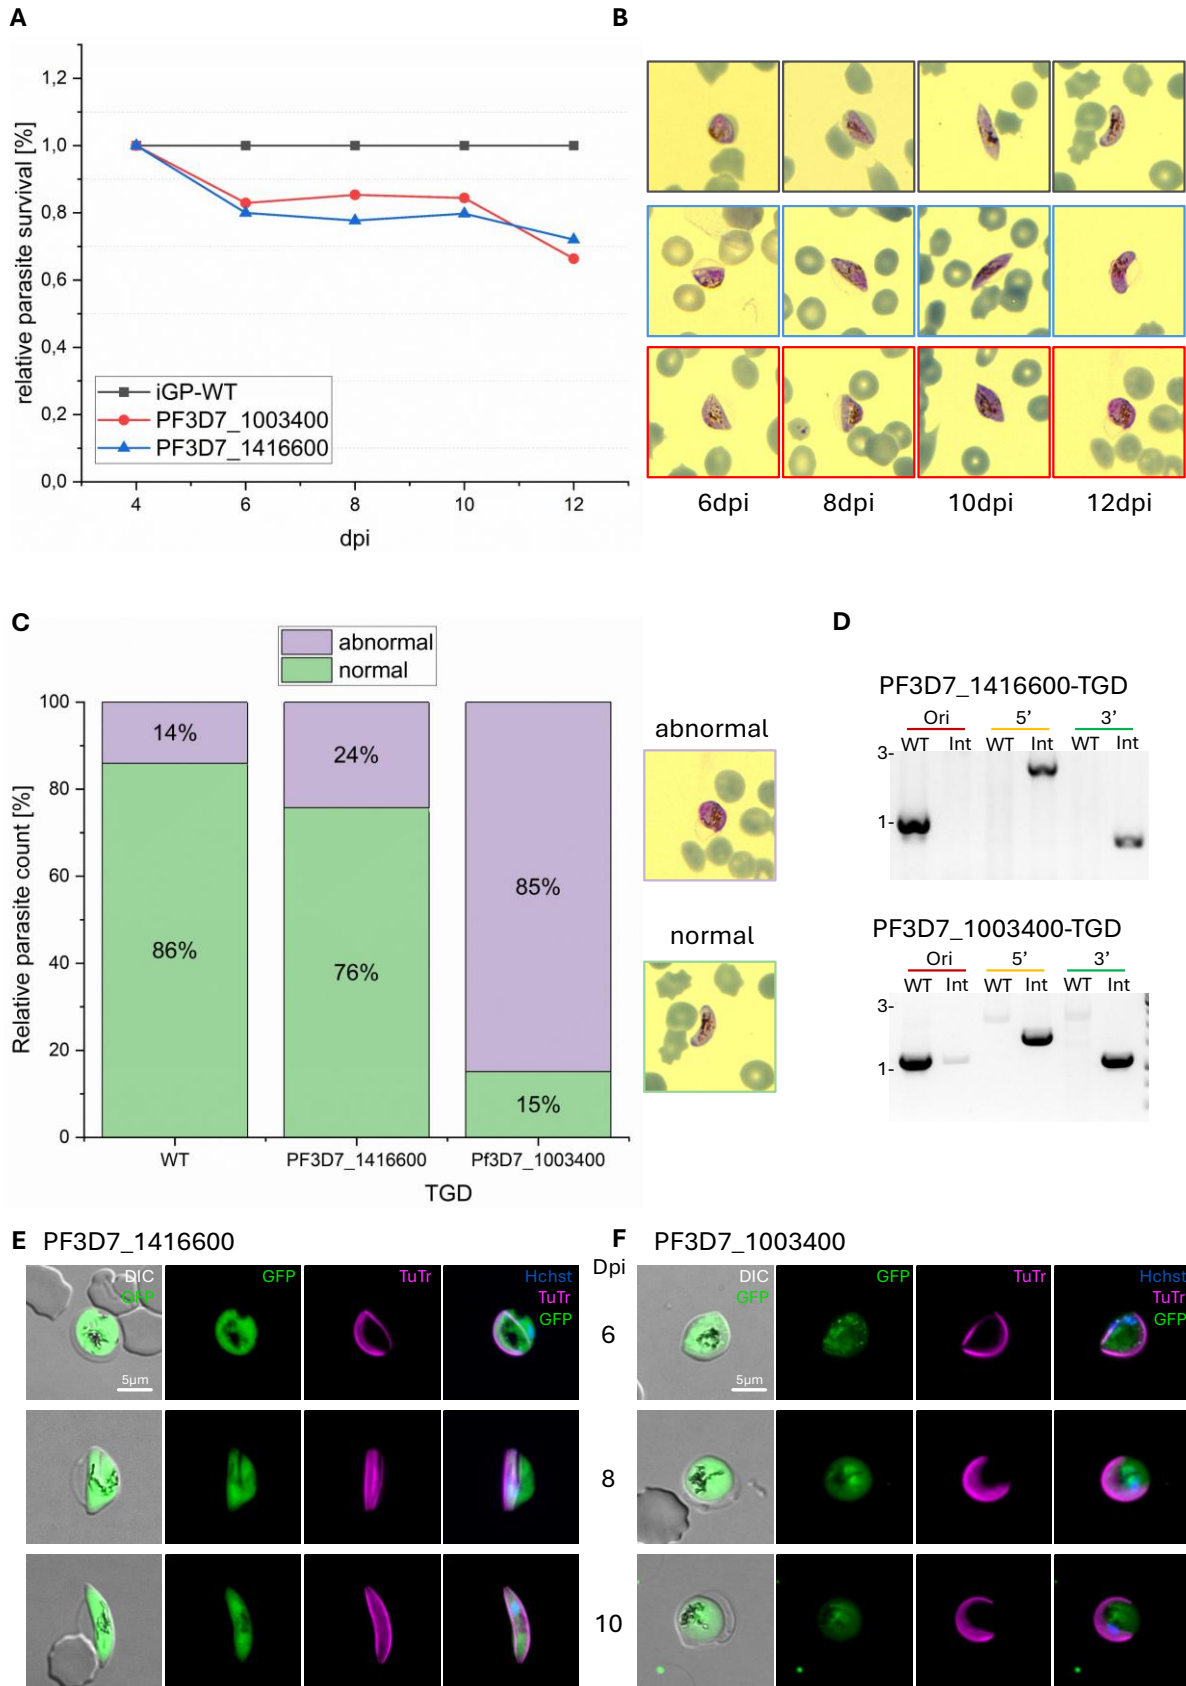 A
B
relative parasite survival [%]
1,2
1,0
0,8
0,6
0,4
0,2
0,0
iGP-WT
PF3D7_1003400
PF3D7_1416600
4 6 8 10 12
dpi
6dpi 8dpi 10dpi 12dpi
C
D
abnormal
normal
Relative parasite count [%]
100
80
60
40
20
0
14%
86%
24%
76%
85%
15%
WT PF3D7_1416600 Pf3D7_1003400
TGD
abnormal
normal
PF3D7_1416600-TGD
Ori 5’ 3’
WT Int WT Int WT Int
3-
1-
PF3D7_1003400-TGD
Ori 5’ 3’
WT Int WT Int WT Int
3-
1-
E PF3D7_1416600
DIC
GFP
5µm
GFP
TuTr
Hchst
TuTr
GFP
Dpi
6
8
10
F PF3D7_1003400
DIC
GFP
5µm
GFP
TuTr
Hchst
TuTr
GFP